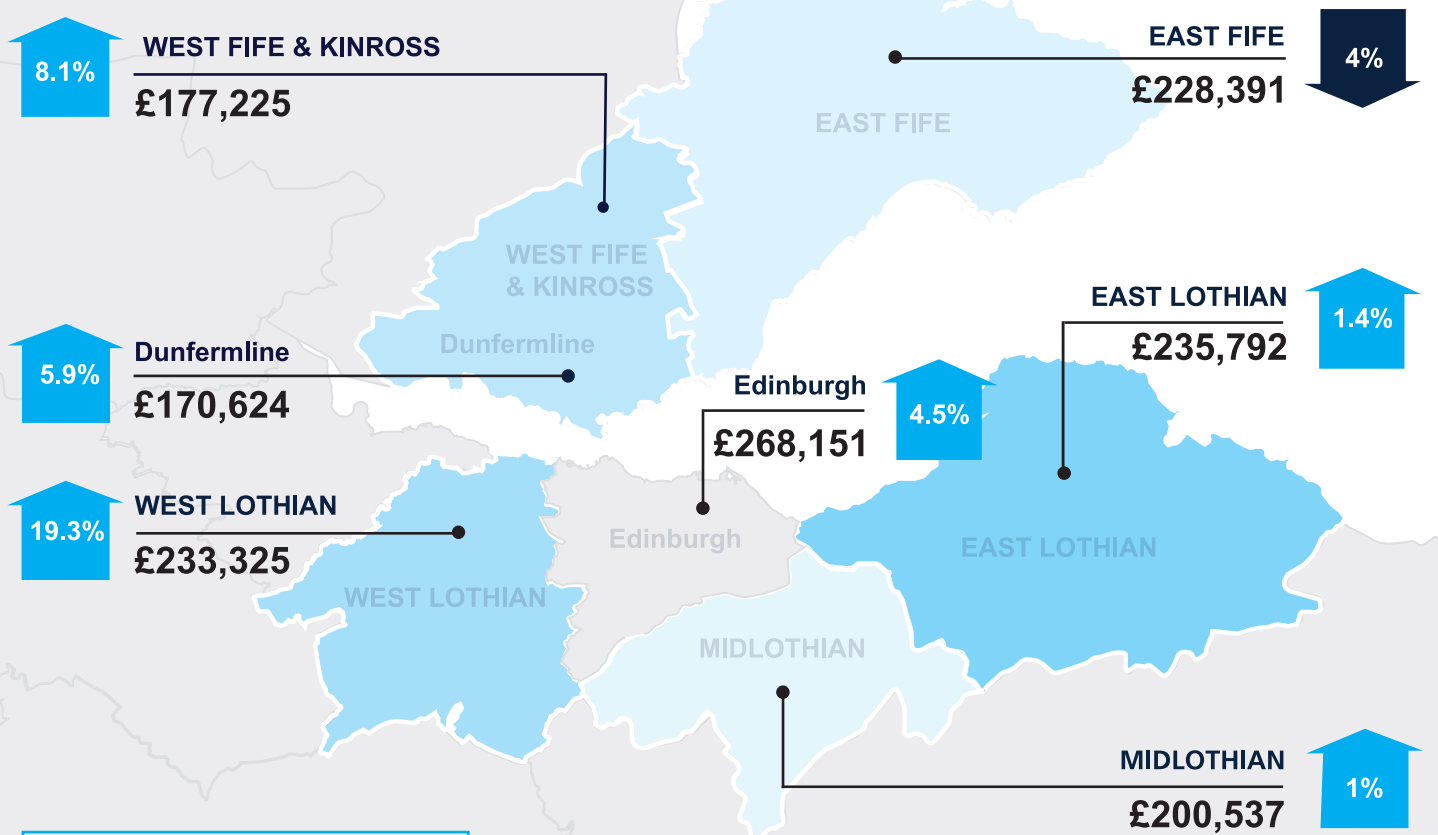 8.1%
WEST FIFE & KINROSS
£177,225
EAST FIFE
£228,391
4%
EAST FIFE
WEST FIFE
& KINROSS
Dunfermline
5.9%
Dunfermline
£170,624
EAST LOTHIAN
£235,792
1.4%
Edinburgh
£268,151
4.5%
19.3%
WEST LOTHIAN
£233,325
WEST LOTHIAN
Edinburgh
EAST LOTHIAN
MIDLOTHIAN
MIDLOTHIAN
£200,537
1%